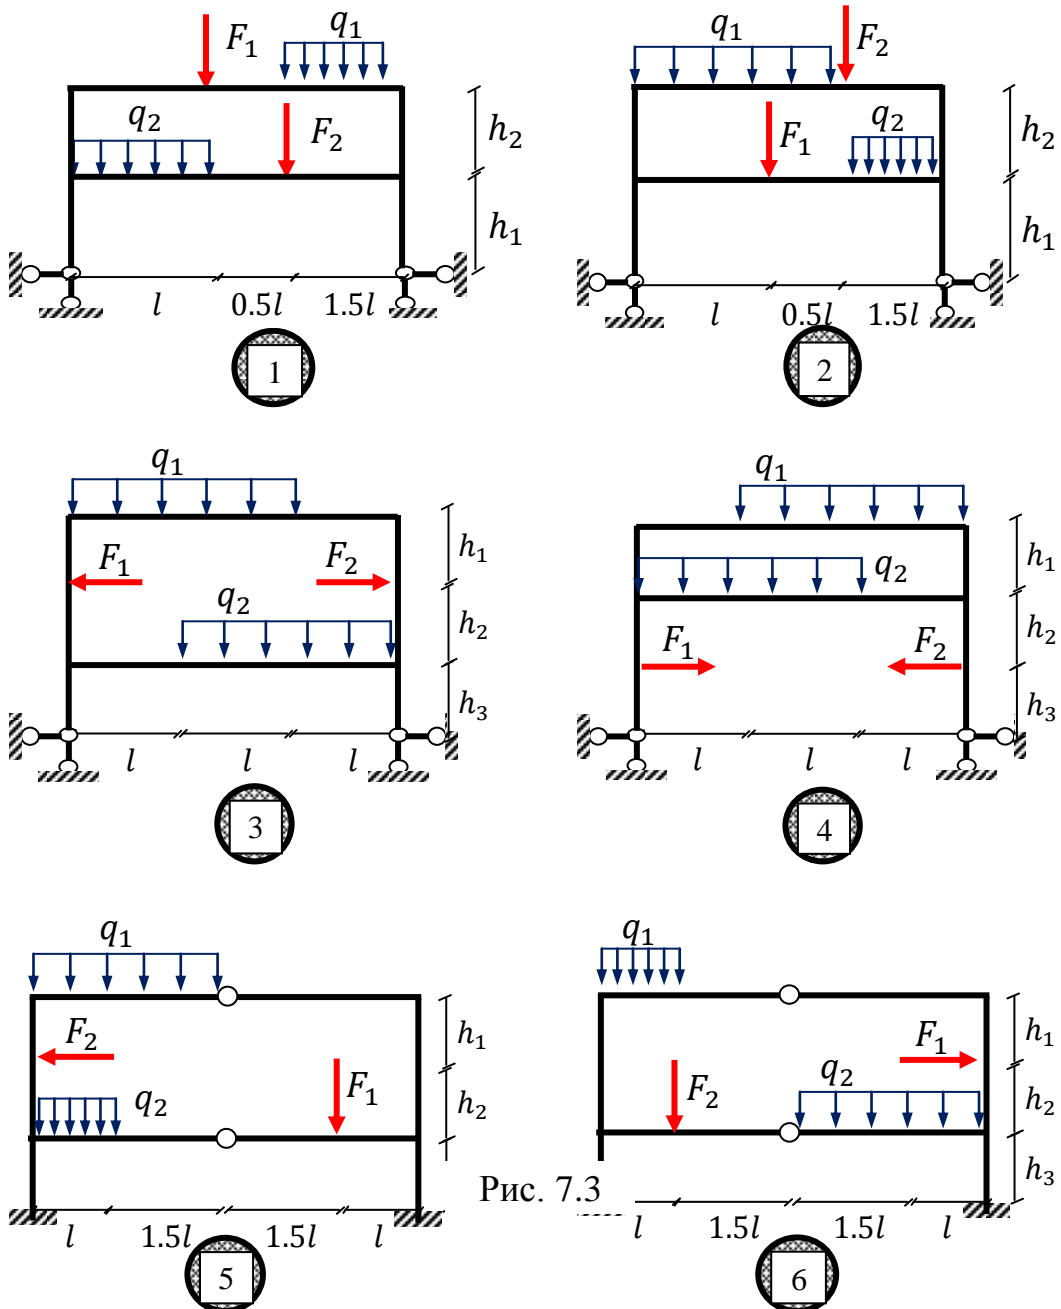 F₁ q₁
q₂ F₂ h₂
h₁
l 0.5l 1.5l
1
q₁ F₂
F₁ q₂ h₂
h₁
l 0.5l 1.5l
2
q₁
F₁ F₂ h₁
q₂ h₂
h₃
l l l
3
q₁
q₂ h₁
F₁ F₂ h₂
h₃
l l l
4
q₁
F₂ h₁
q₂ F₁ h₂
l 1.5l 1.5l l
5
q₁
F₁ h₁
F₂ q₂ h₂
h₃
l 1.5l 1.5l l
6
Рис. 7.3